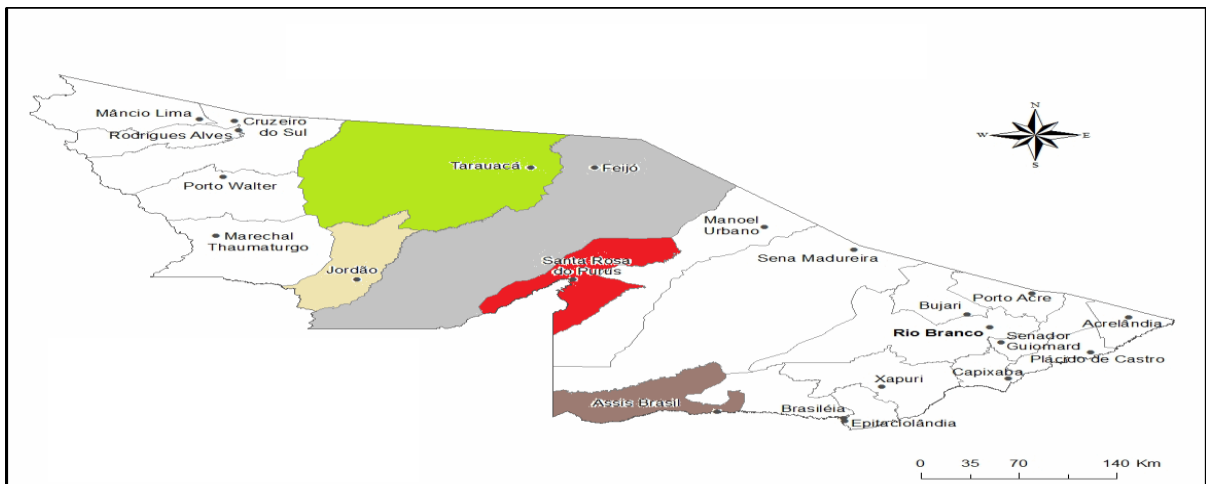 Mâncio Lima
Cruzeiro
do Sul
Rodrigues Alves
Tarauacá
Feijó
Porto Walter
Marechal
Thaumaturgo
Jordão
Manoel
Urbano
Santa Rosa
do Purus
Sena Madureira
Porto Acre
Bujari
Acrelândia
Rio Branco
Senador
Guiomard
Plácido de Castro
Capixaba
Xapuri
Assis Brasil
Brasiléia
Epitaciolândia
N
W
E
S
0 35 70 140 Km